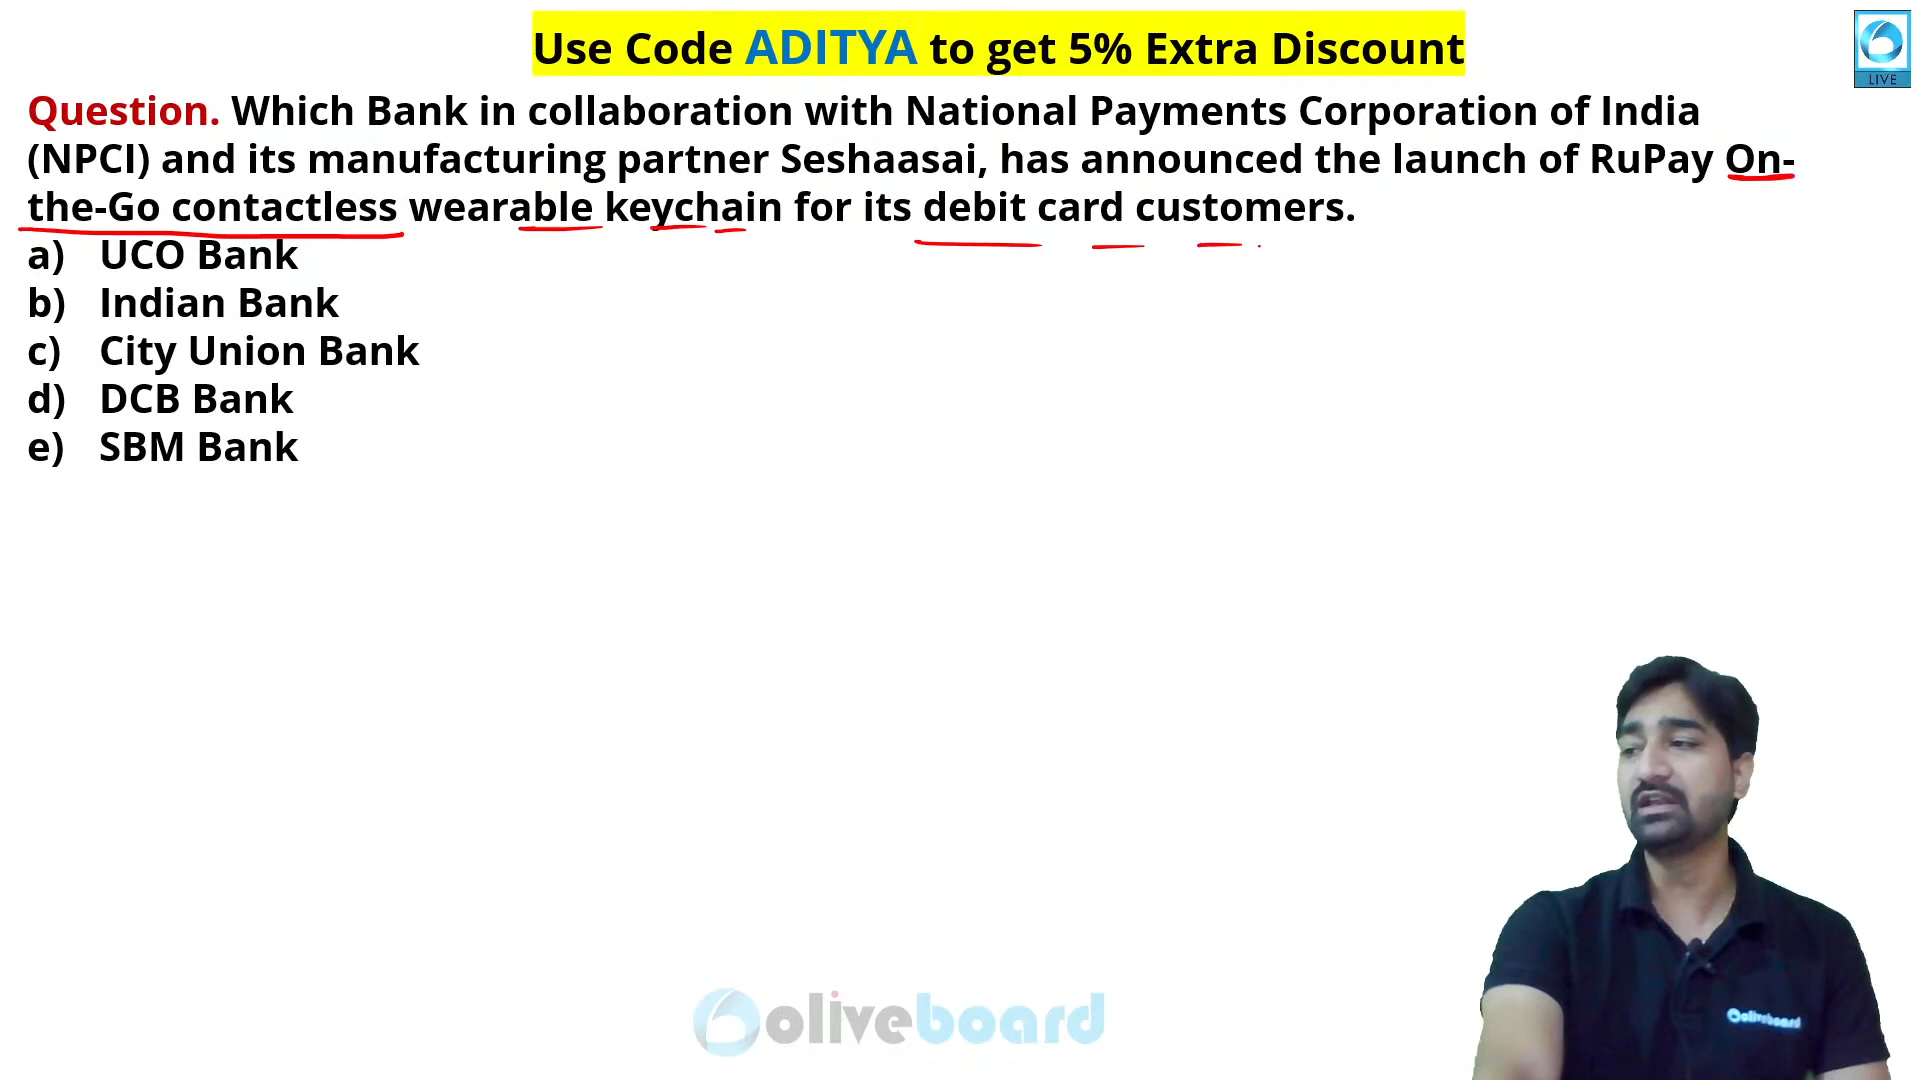 Use Code ADITYA to get 5% Extra Discount
LIVE
Question. Which Bank in collaboration with National Payments Corporation of India
(NPCI) and its manufacturing partner Seshaasai, has announced the launch of RuPay On-
the-Go contactless wearable keychain for its debit card customers.
a) UCO Bank
b) Indian Bank
c) City Union Bank
d) DCB Bank
e) SBM Bank
oliveboard
oliveboard